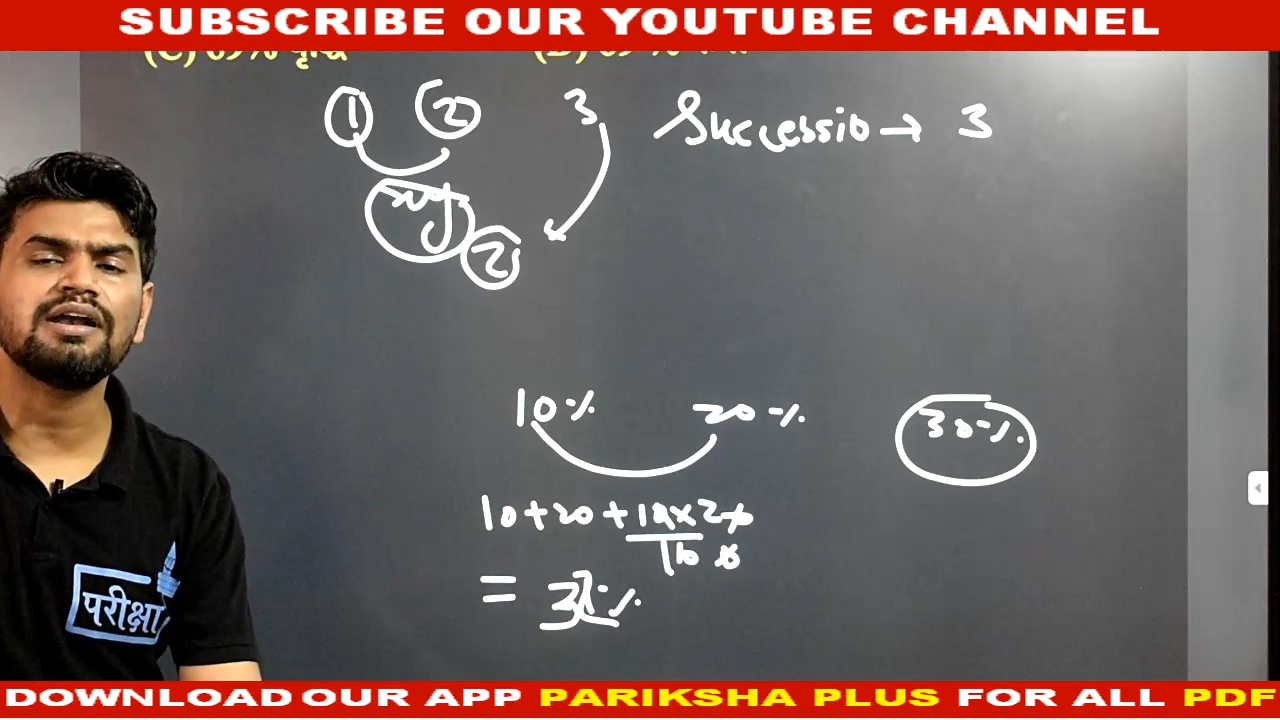 SUBSCRIBE OUR YOUTUBE CHANNEL
1 2 3 Successio → 3
xy
2
10% 20% 30%
10+20+10×20
100
= 32%
परीक्षा
DOWNLOAD OUR APP PARIKSHA PLUS FOR ALL PDF